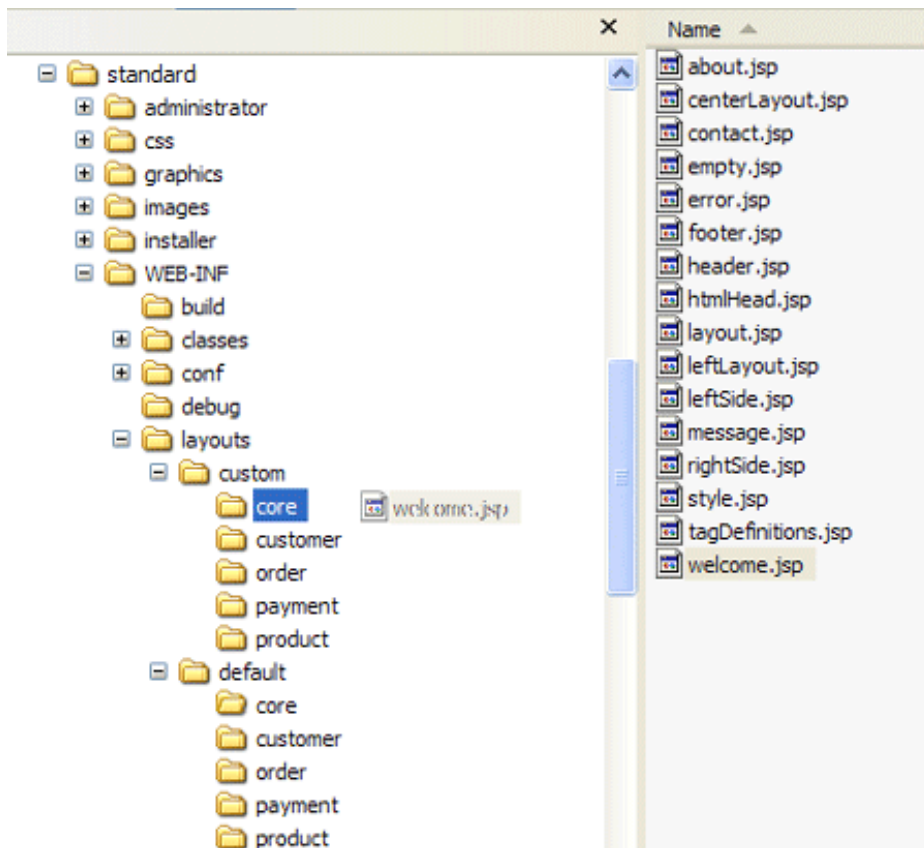 standard
administrator
css
graphics
images
installer
WEB-INF
build
classes
conf
debug
layouts
custom
core welcome.jsp
customer
order
payment
product
default
core
customer
order
payment
product
Name
about.jsp
centerLayout.jsp
contact.jsp
empty.jsp
error.jsp
footer.jsp
header.jsp
htmlHead.jsp
layout.jsp
leftLayout.jsp
leftSide.jsp
message.jsp
rightSide.jsp
style.jsp
tagDefinitions.jsp
welcome.jsp